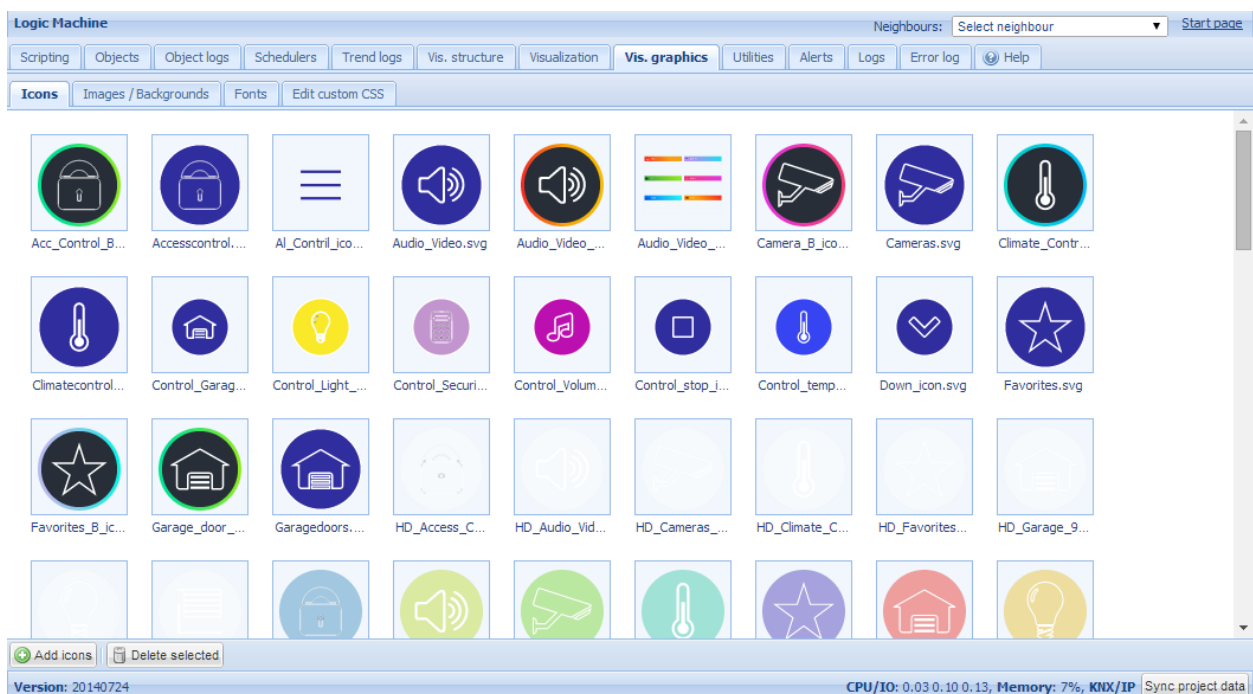 Logic Machine Neighbours: Select neighbour Start page
Scripting Objects Object logs Schedulers Trend logs Vis. structure Visualization Vis. graphics Utilities Alerts Logs Error log Help
Icons Images / Backgrounds Fonts Edit custom CSS
Acc_Control_B... Accesscontrol.... Al_Contril_ico... Audio_Video.svg Audio_Video_... Audio_Video_... Camera_B_ico... Cameras.svg Climate_Contr...
Climatecontrol... Control_Garag... Control_Light_... Control_Securi... Control_Volum... Control_stop_i... Control_temp... Down_icon.svg Favorites.svg
Favorites_B_ic... Garage_door_... Garagedoors.... HD_Access_C... HD_Audio_Vid... HD_Cameras_... HD_Climate_C... HD_Favorites... HD_Garage_9...
Add icons Delete selected
Version: 20140724 CPU/IO: 0.03 0.10 0.13, Memory: 7%, KNX/IP Sync project data